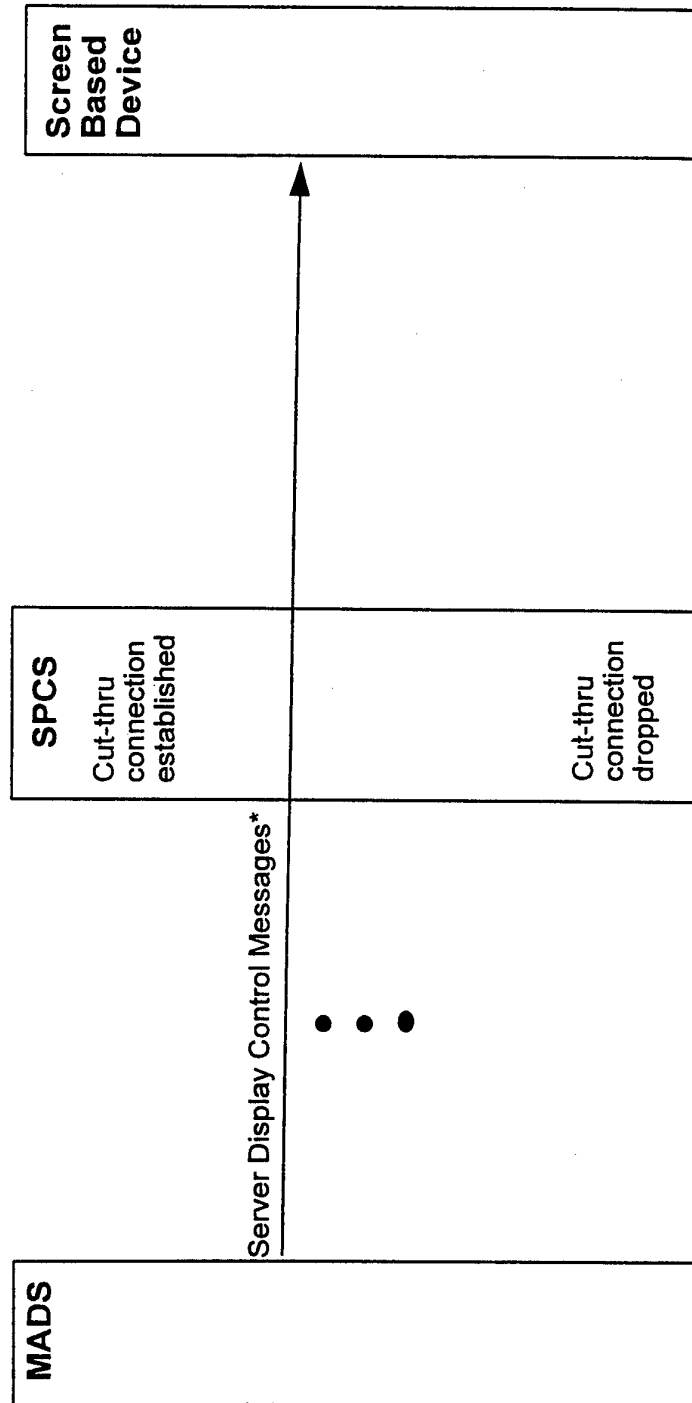 MADS
SPCS
Screen
Based
Device
Cut-thru
connection
established
Server Display Control Messages*
Cut-thru
connection
dropped